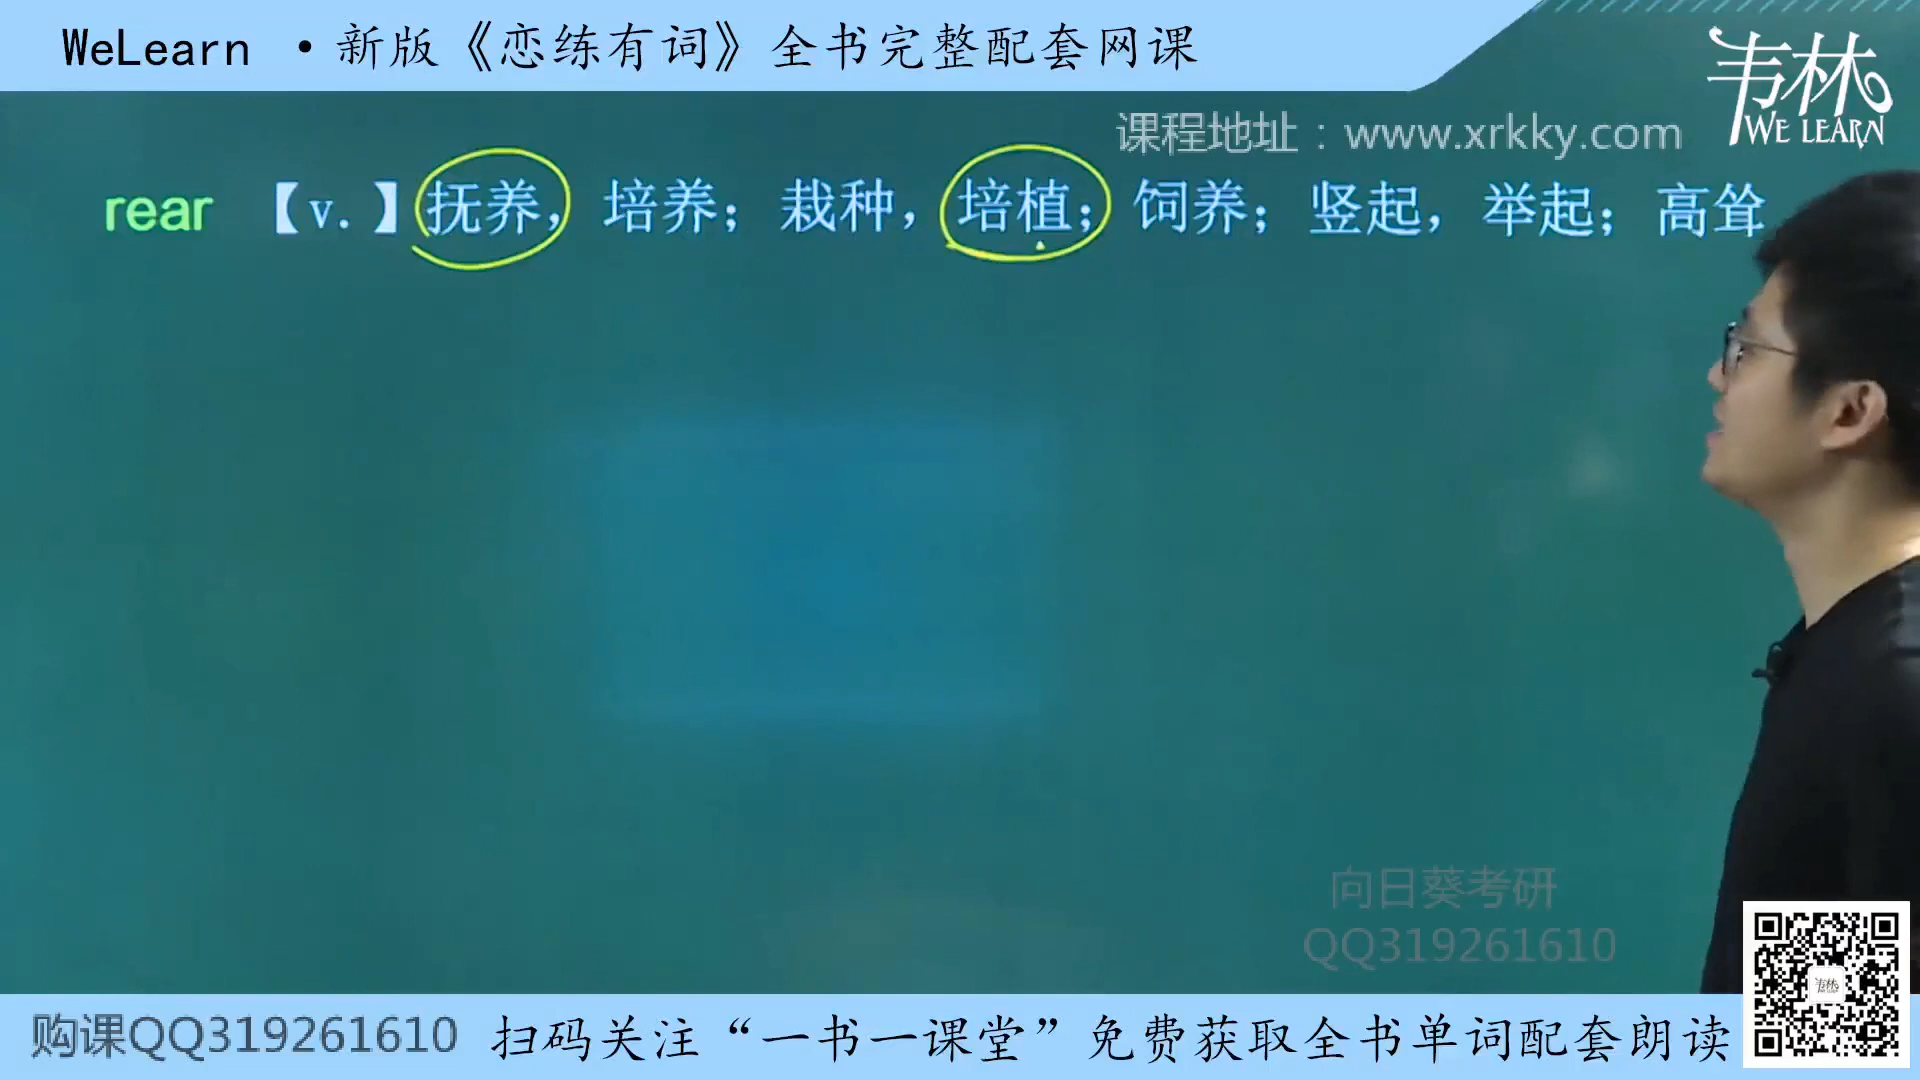 WeLearn ·新版《恋练有词》全书完整配套网课
韦林
WE LEARN
课程地址：www.xrkky.com
rear 【v.】抚养，培养；栽种，培植；饲养；竖起，举起；高耸
向日葵考研
QQ319261610
韦林
购课QQ319261610 扫码关注“一书一课堂”免费获取全书单词配套朗读